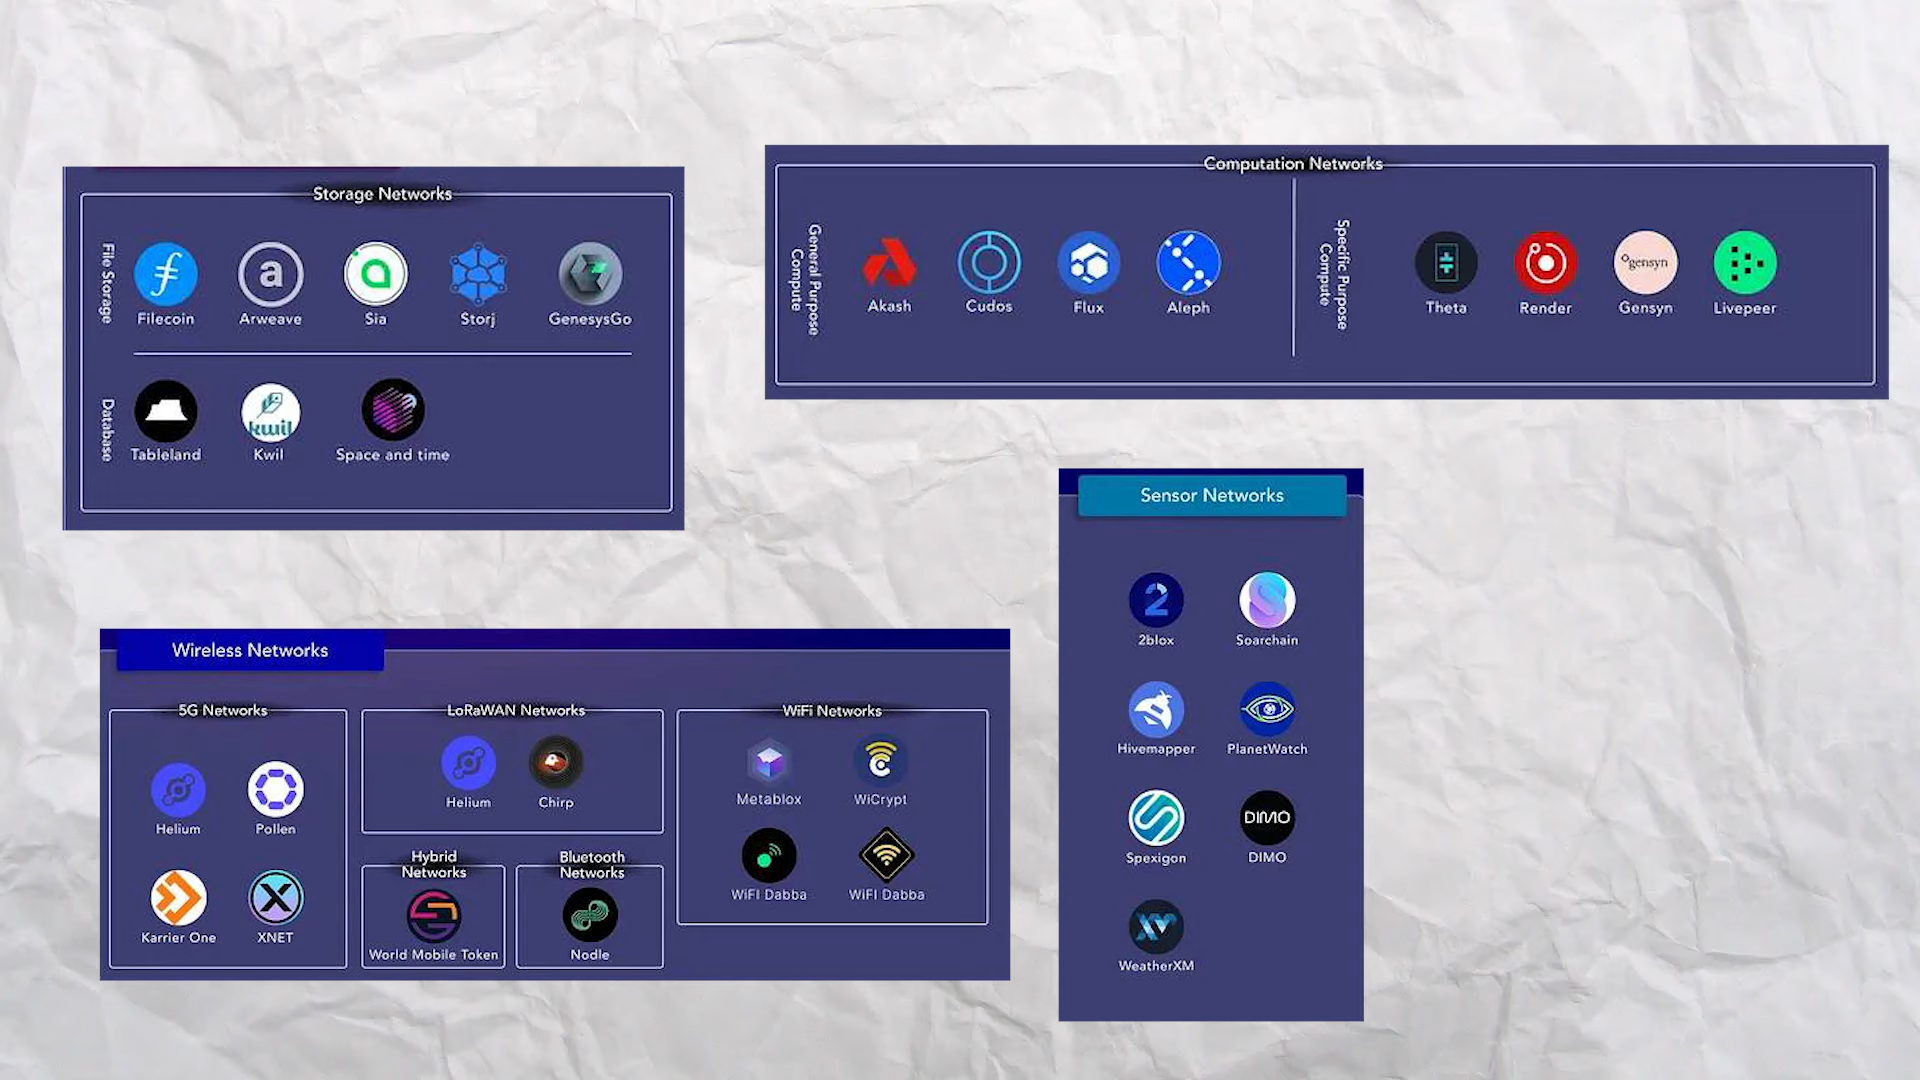 Storage Networks
File Storage
Filecoin
Arweave
Sia
Storj
GenesysGo
Database
Tableland
kwil
Kwil
Space and time
Computation Networks
General Purpose
Compute
Akash
Cudos
Flux
Aleph
Specific Purpose
Compute
Theta
Render
gensyn
Gensyn
Livepeer
Sensor Networks
2blox
Soarchain
Hivemapper
PlanetWatch
Spexigon
DIMO
DIMO
WeatherXM
Wireless Networks
5G Networks
Helium
Pollen
Karrier One
XNET
LoRaWAN Networks
Helium
Chirp
Hybrid
Networks
World Mobile Token
Bluetooth
Networks
Nodle
WiFi Networks
Metablox
WiCrypt
WiFI Dabba
WiFI Dabba